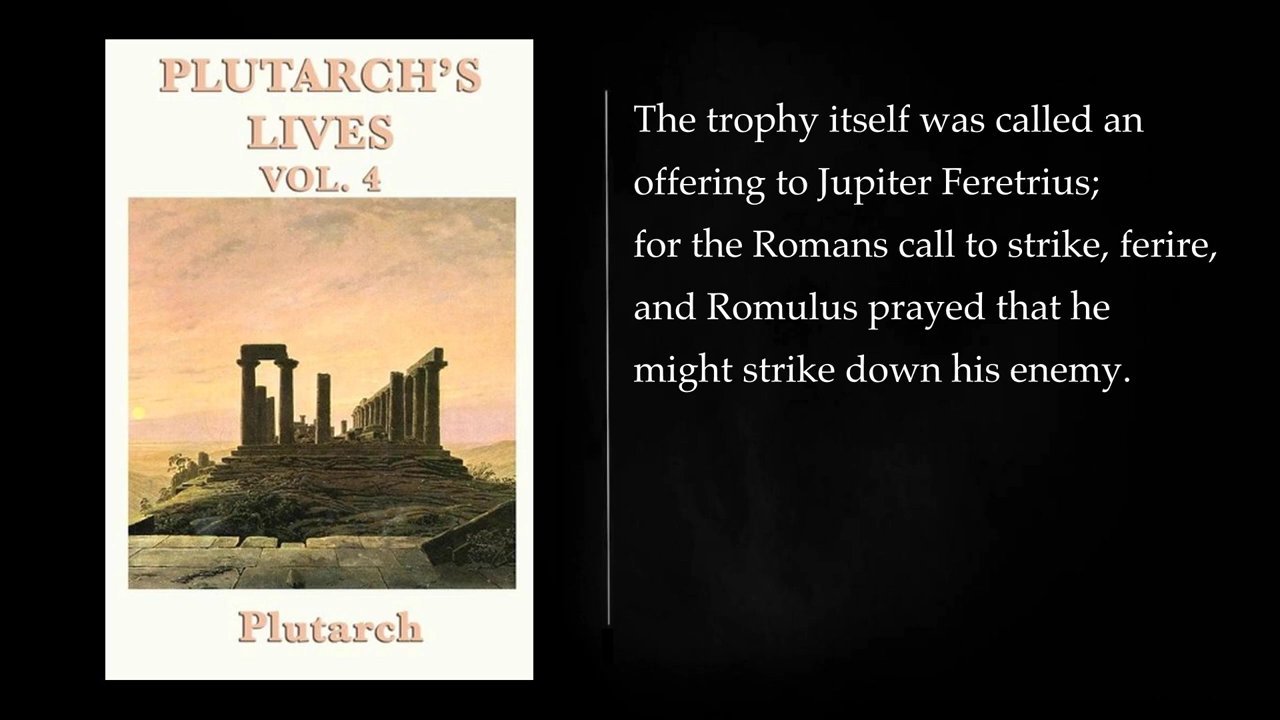 PLUTARCH'S
LIVES
VOL. 4
Plutarch
The trophy itself was called an
offering to Jupiter Feretrius;
for the Romans call to strike, ferire,
and Romulus prayed that he
might strike down his enemy.